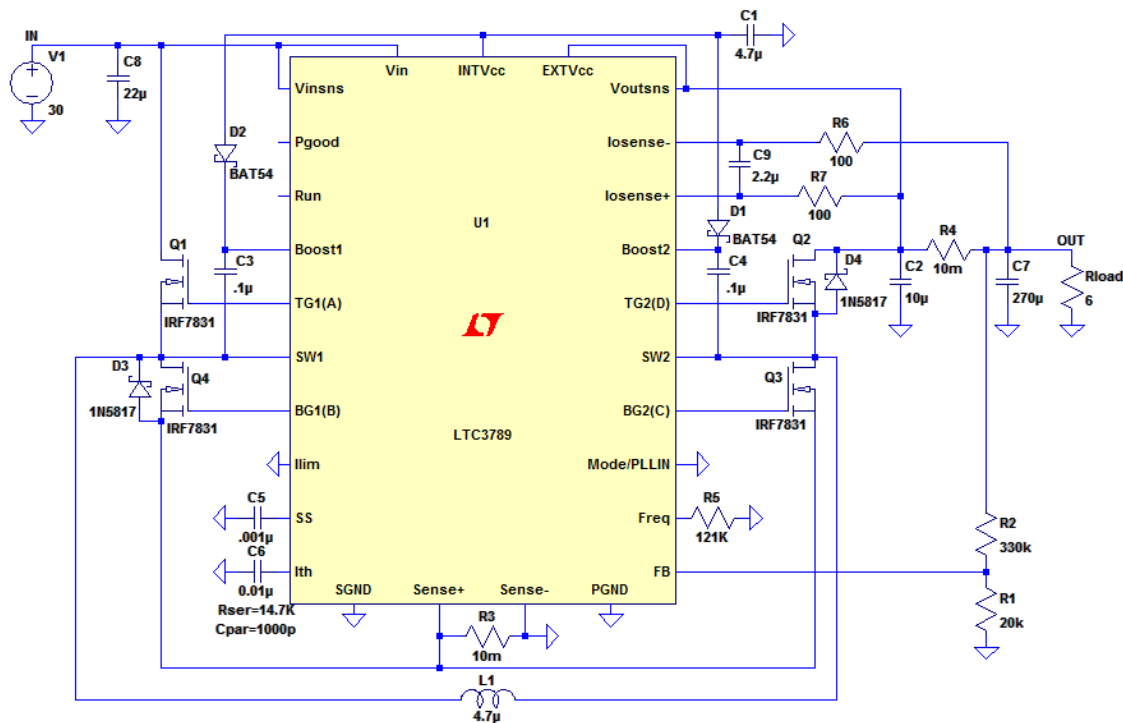 IN
V1
30
C8
22µ
C1
4.7µ
Vin
INTVcc
EXTVcc
Vinsns
Voutsns
D2
BAT54
Pgood
Iosense-
R6
100
C9
2.2µ
R7
100
Run
Iosense+
U1
D1
BAT54
Boost1
Boost2
Q1
C3
.1µ
C4
.1µ
Q2
D4
1N5817
C2
10µ
R4
10m
OUT
C7
270µ
Rload
6
TG1(A)
TG2(D)
IRF7831
IRF7831
SW1
SW2
D3
1N5817
Q4
Q3
BG1(B)
BG2(C)
IRF7831
IRF7831
LTC3789
Ilim
Mode/PLLIN
C5
.001µ
SS
Freq
R5
121K
R2
330k
C6
0.01µ
Rser=14.7K
Cpar=1000p
Ith
FB
SGND
Sense+
Sense-
PGND
R1
20k
R3
10m
L1
4.7µ